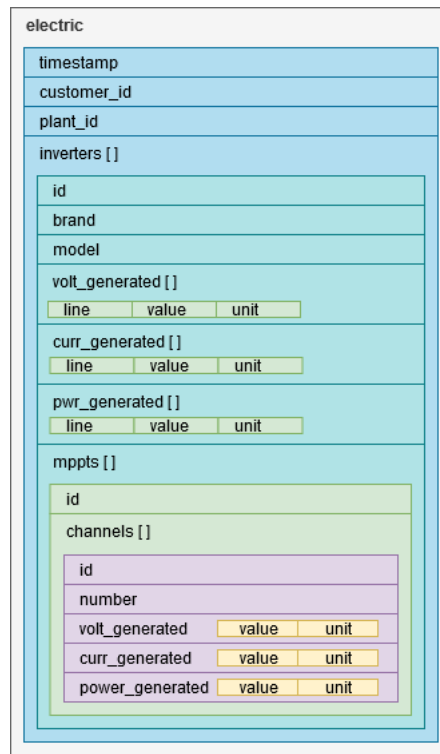 electric
timestamp
customer_id
plant_id
inverters [ ]
id
brand
model
volt_generated [ ]
line value unit
curr_generated [ ]
line value unit
pwr_generated [ ]
line value unit
mppts [ ]
id
channels [ ]
id
number
volt_generated value unit
curr_generated value unit
power_generated value unit